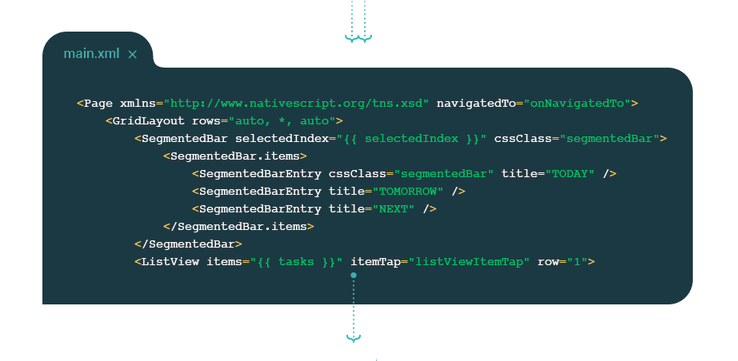 main.xml ×
<Page xmlns="http://www.nativescript.org/tns.xsd" navigatedTo="onNavigatedTo">
<GridLayout rows="auto, *, auto">
<SegmentedBar selectedIndex="{{ selectedIndex }}" cssClass="segmentedBar">
<SegmentedBar.items>
<SegmentedBarEntry cssClass="segmentedBar" title="TODAY" />
<SegmentedBarEntry title="TOMORROW" />
<SegmentedBarEntry title="NEXT" />
</SegmentedBar.items>
</SegmentedBar>
<ListView items="{{ tasks }}" itemTap="listViewItemTap" row="1">